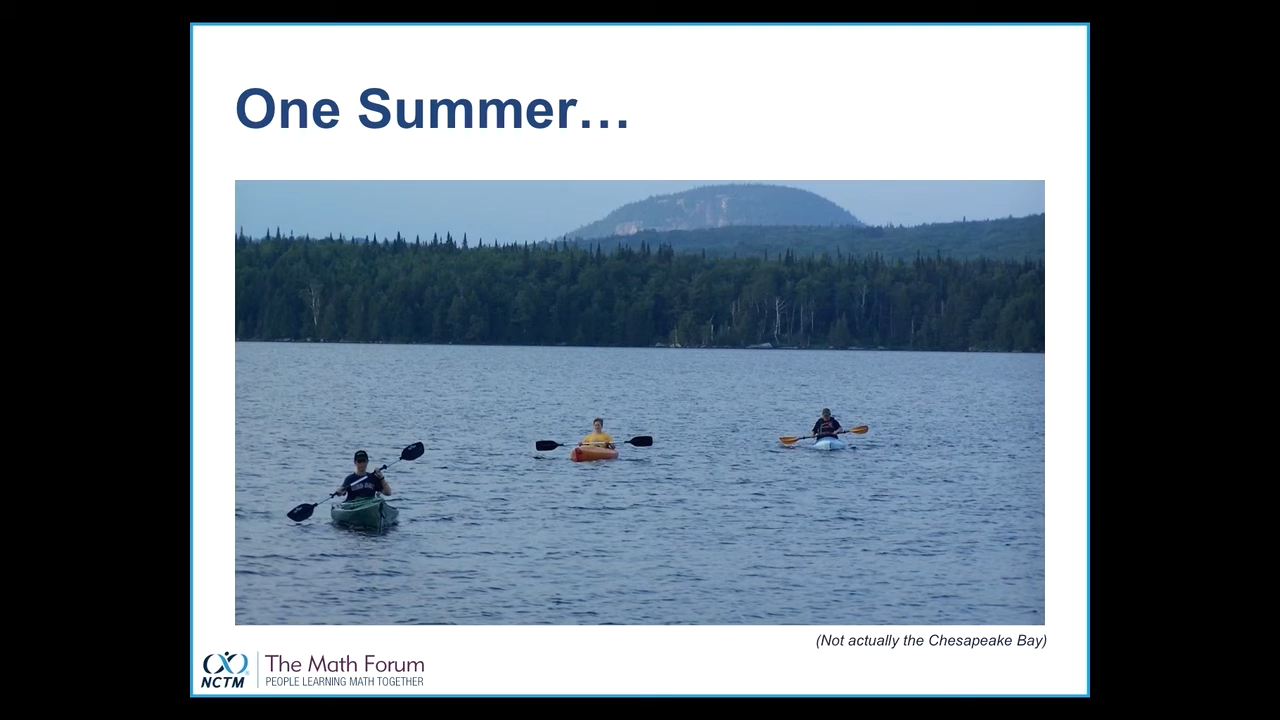 One Summer…
(Not actually the Chesapeake Bay)
NCTM
The Math Forum
PEOPLE LEARNING MATH TOGETHER